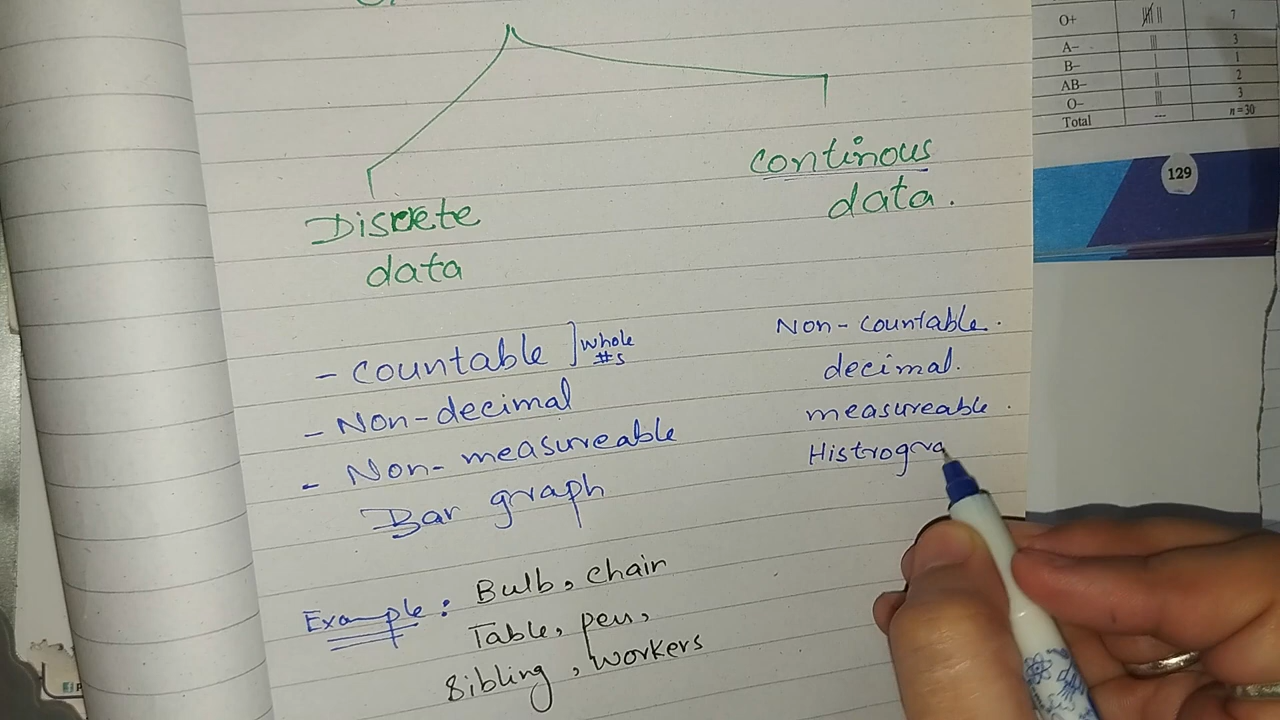 Discrete
data
- countable ] whole
#s
- Non-decimal
- Non-measureable
Bar graph
Example: Bulb, chair
Table, pen,
Sibling, workers
continous
data.
Non-countable.
decimal.
measureable.
Histrogra
O+ 7
A– ||| 3
B– | 1
AB– || 2
O– ||| 3
Total --- n = 30
129